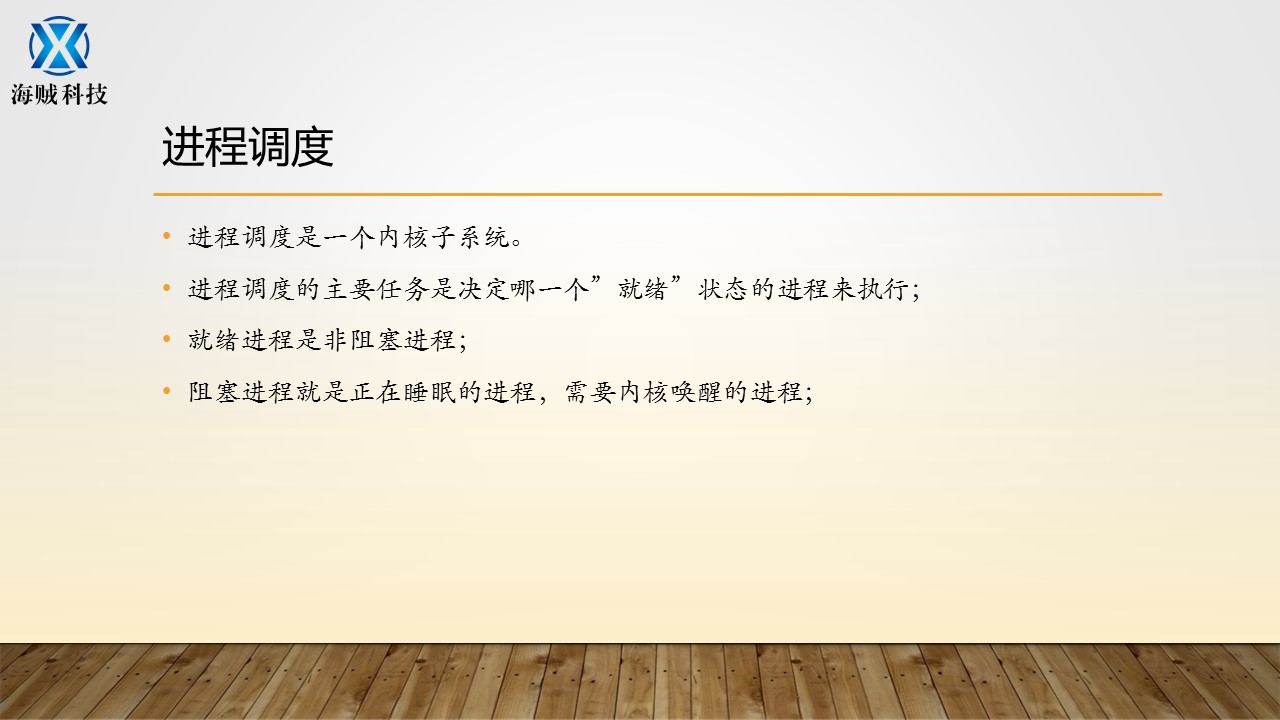 海贼科技
进程调度
• 进程调度是一个内核子系统。
• 进程调度的主要任务是决定哪一个”就绪”状态的进程来执行；
• 就绪进程是非阻塞进程；
• 阻塞进程就是正在睡眠的进程，需要内核唤醒的进程；